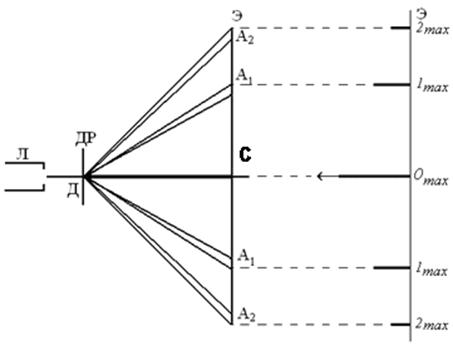 Э Э
A2 2max
A1 1max
ДР
Л
С
Д 0max
A1 1max
A2 2max